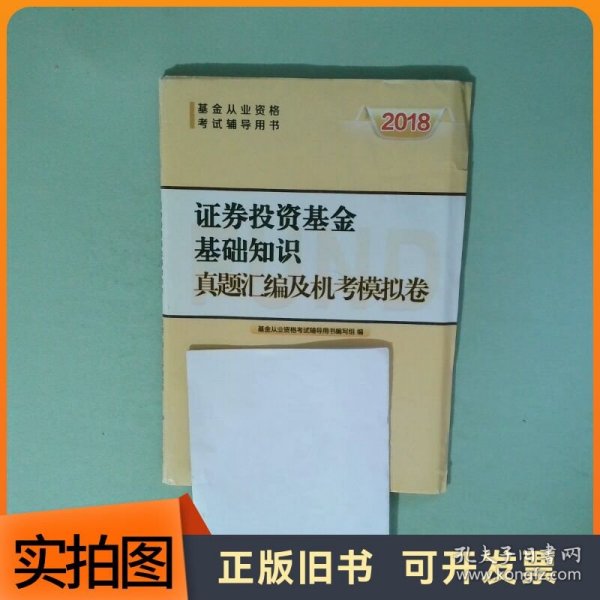 基金从业资格
考试辅导用书
2018
证券投资基金
基础知识
真题汇编及机考模拟卷
基金从业资格考试辅导用书编写组 编
实拍图
正版旧书 可开发票
孔夫子旧书网
www.kongfz.com